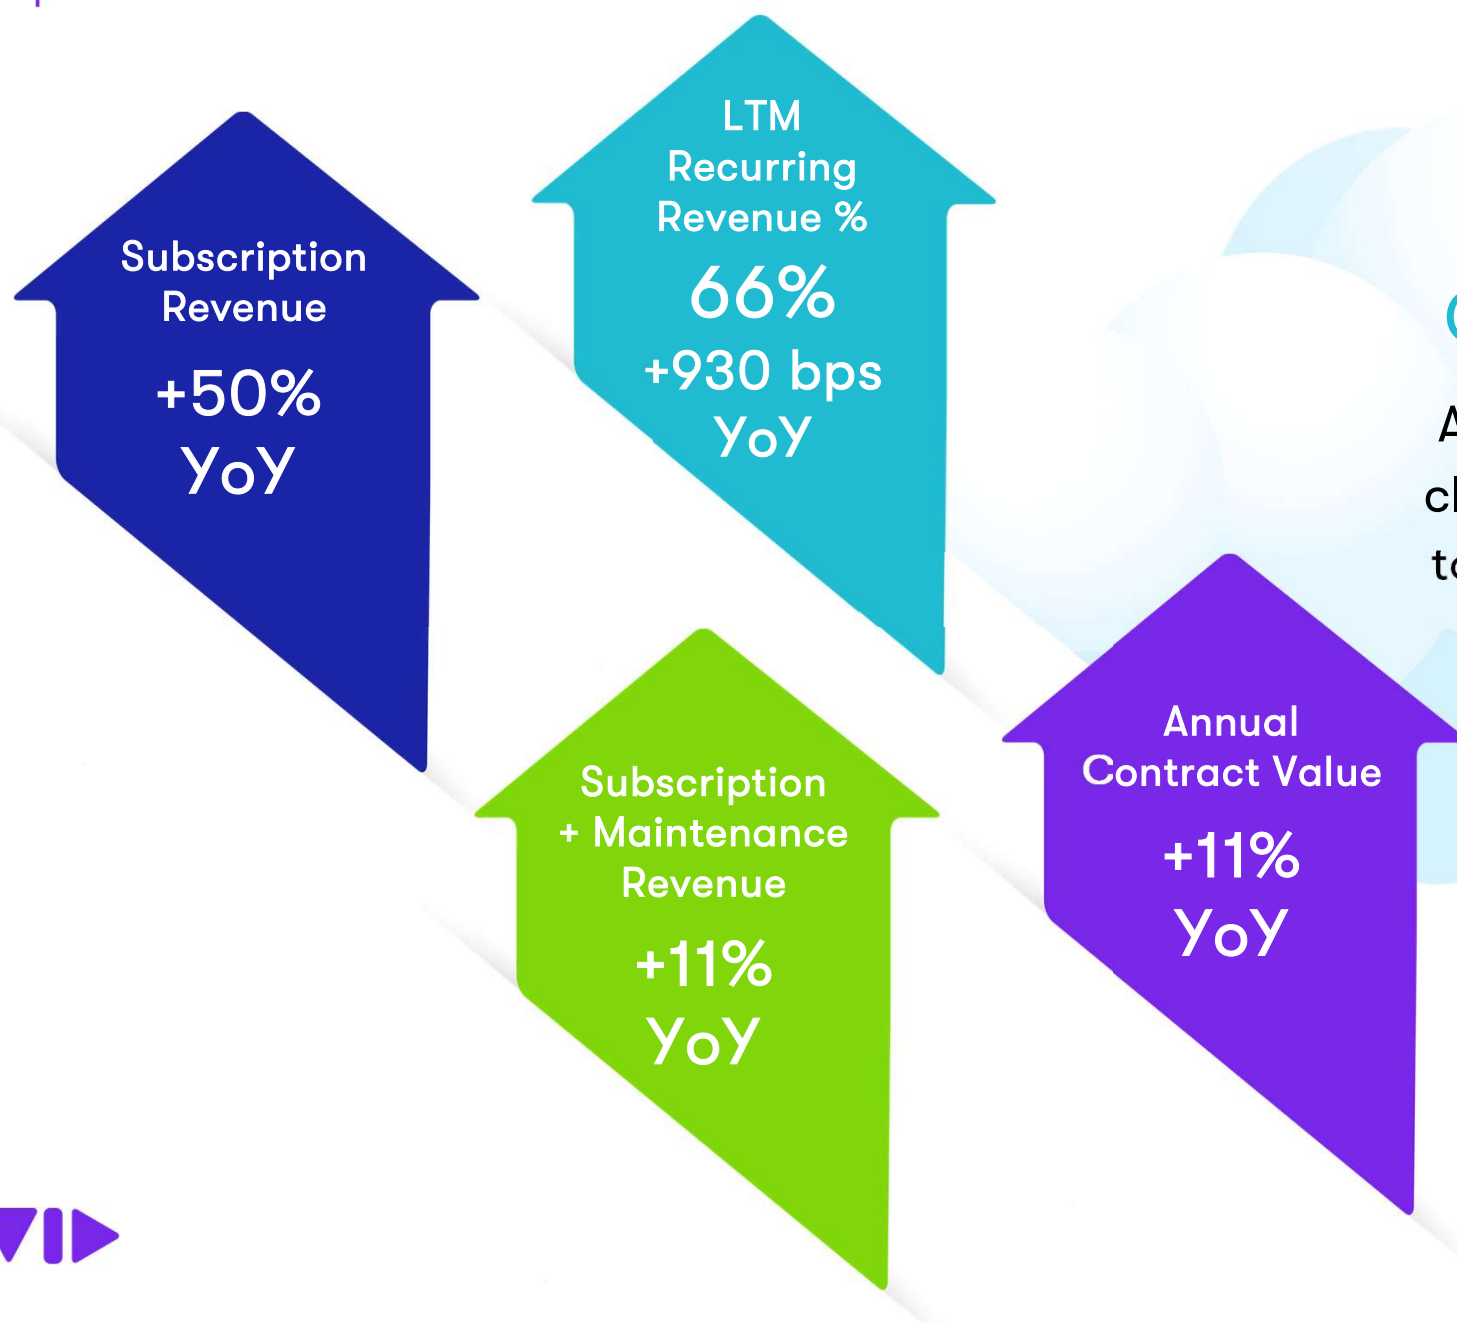 Subscription
Revenue
+50%
YoY
LTM
Recurring
Revenue %
66%
+930 bps
YoY
Subscription
+ Maintenance
Revenue
+11%
YoY
Annual
Contract Value
+11%
YoY